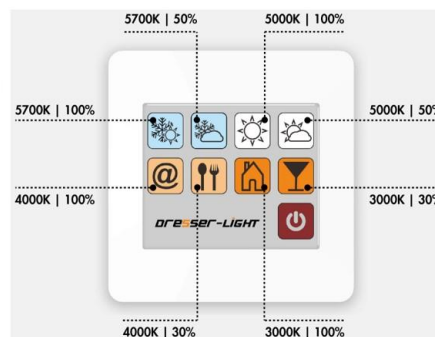 5700K | 50%
5000K | 100%
5700K | 100%
5000K | 50%
@
4000K | 100%
3000K | 30%
Dresser-LIGHT
4000K | 30%
3000K | 100%